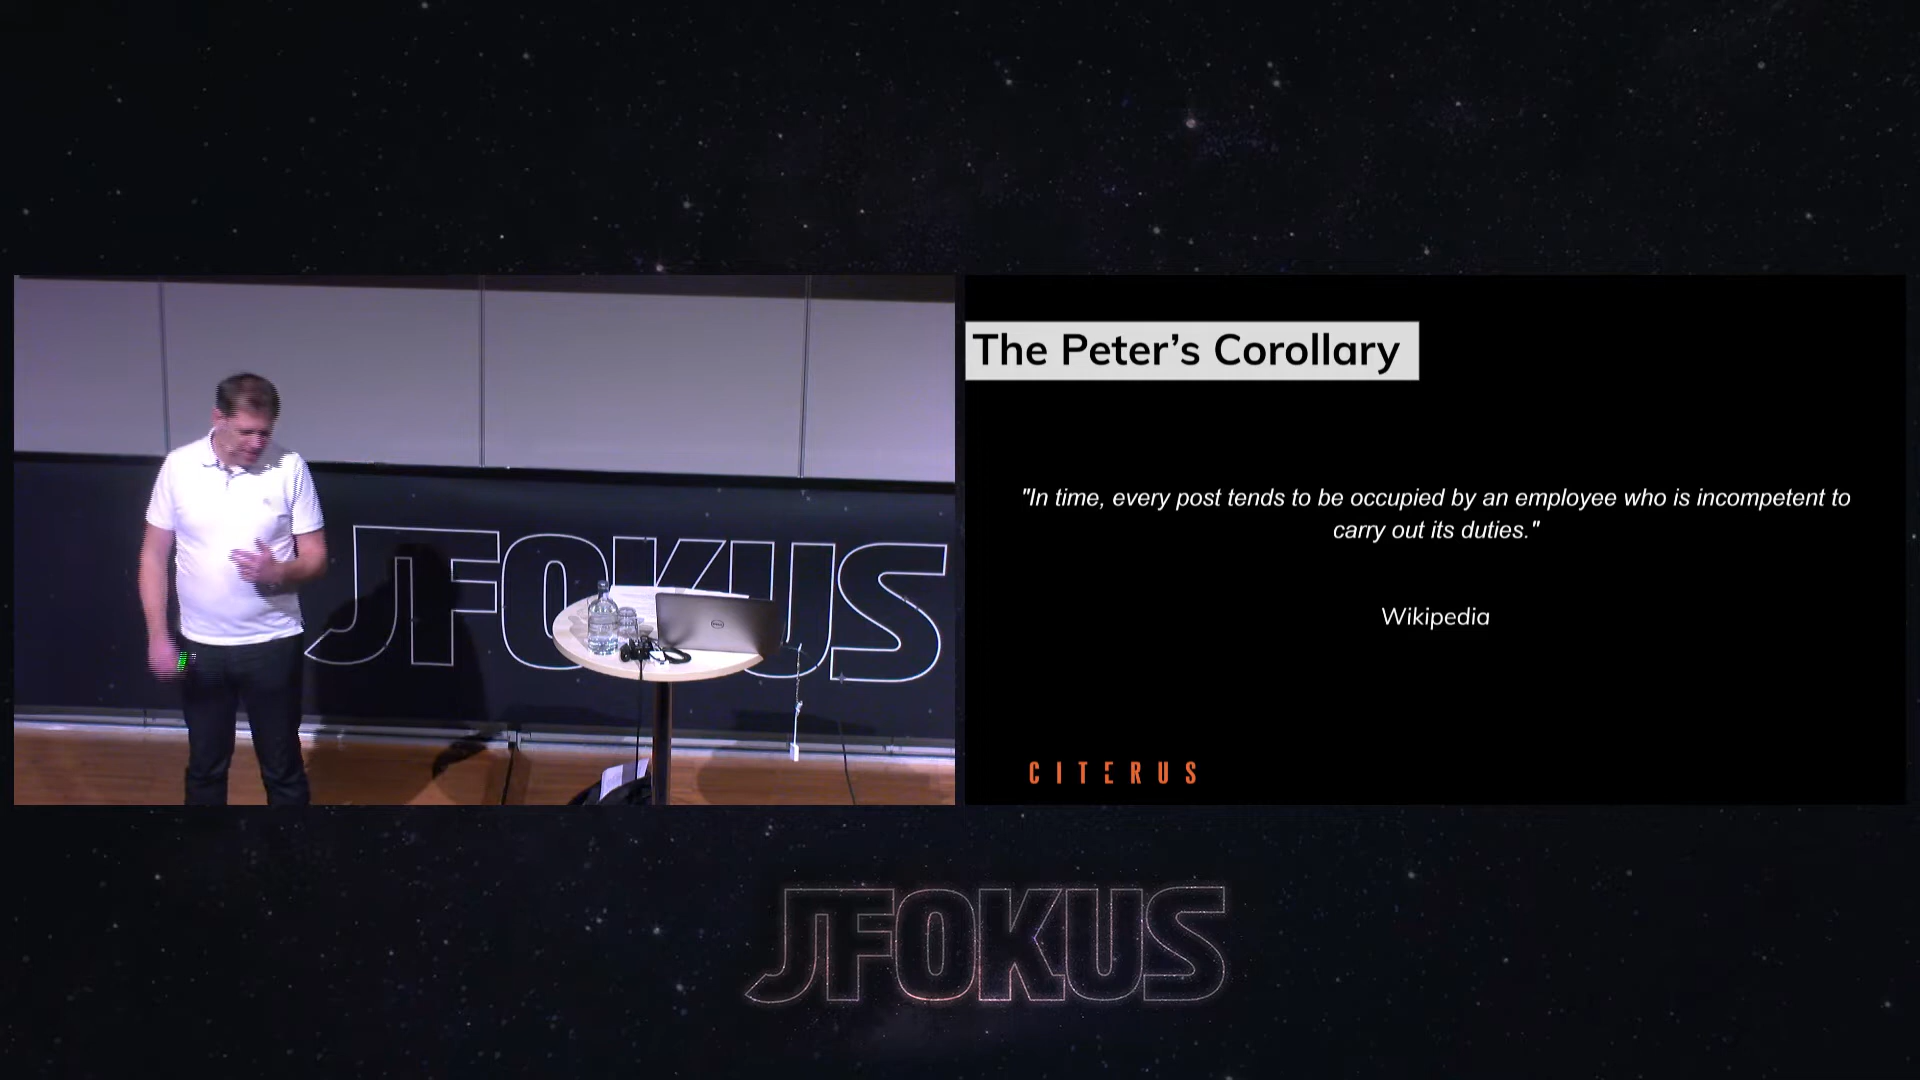 JFOKUS
The Peter’s Corollary
"In time, every post tends to be occupied by an employee who is incompetent to
carry out its duties."
Wikipedia
CITERUS
JFOKUS